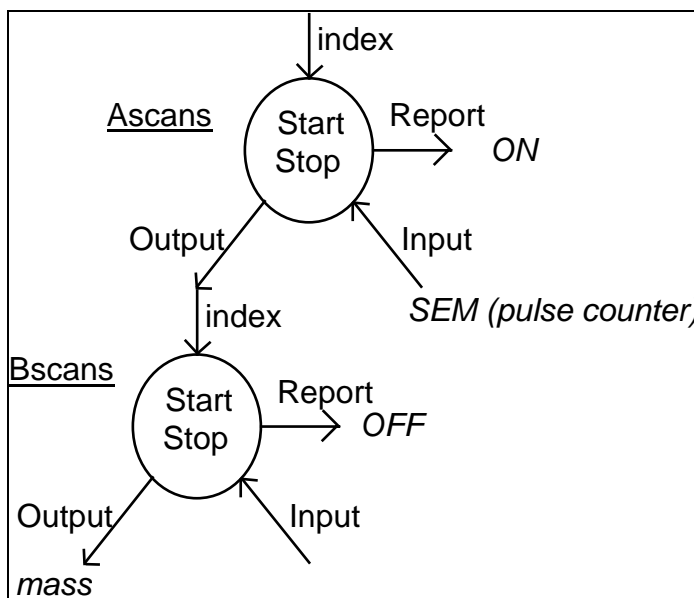 index
Ascans
Start
Stop
Report
ON
Output
Input
SEM (pulse counter)
index
Bscans
Start
Stop
Report
OFF
Output
Input
mass